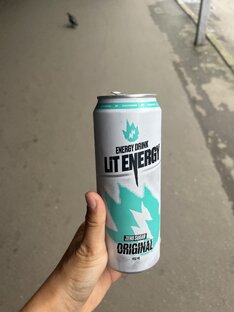 ENERGY DRINK
LIT ENERGY
ZERO SUGAR
ORIGINAL